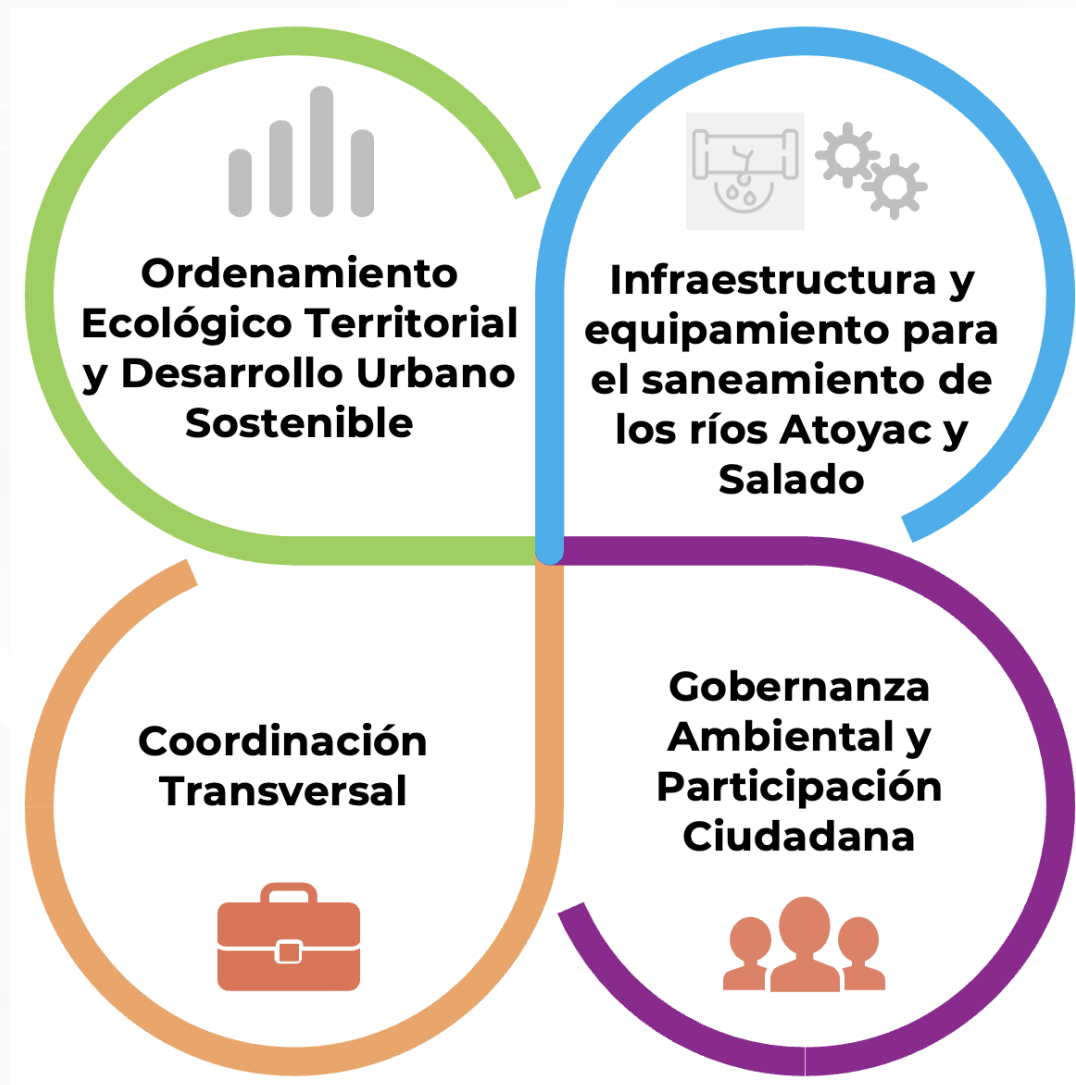 Ordenamiento
Ecológico Territorial
y Desarrollo Urbano
Sostenible
Infraestructura y
equipamiento para
el saneamiento de
los ríos Atoyac y
Salado
Coordinación
Transversal
Gobernanza
Ambiental y
Participación
Ciudadana